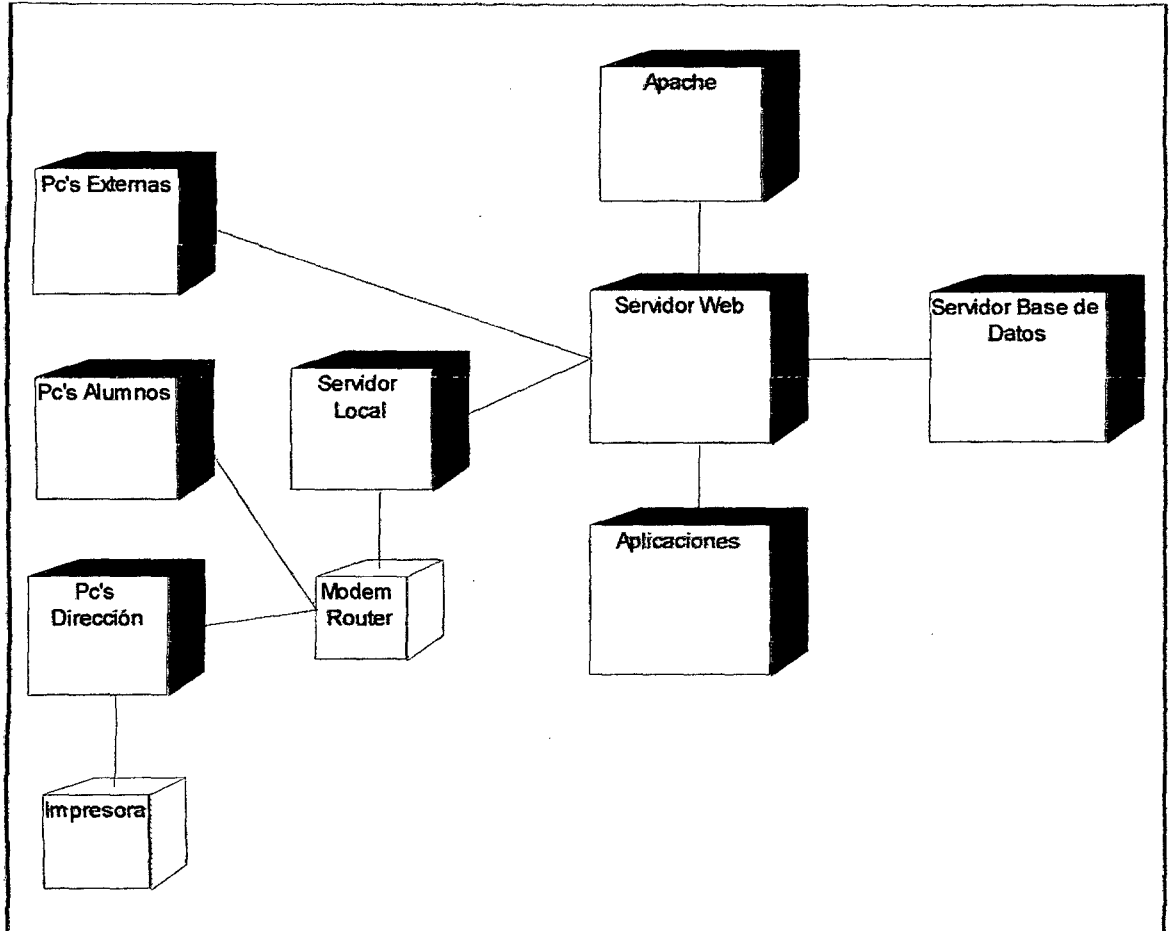 Apache
Pc's Externas
Servidor Web
Servidor Base de
Datos
Pc's Alumnos
Servidor
Local
Aplicaciones
Pc's
Dirección
Modem
Router
Impresora